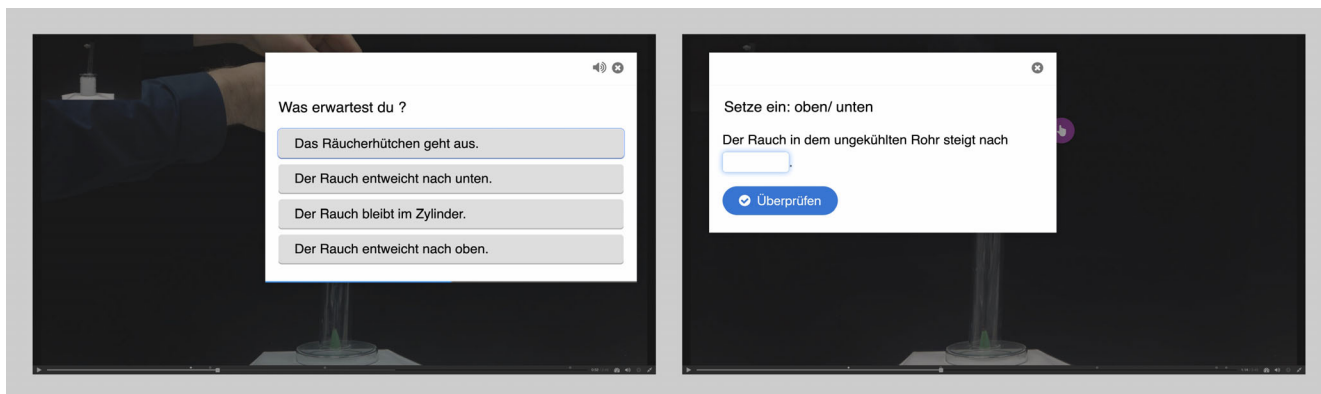 Was erwartest du ?
Das Räucherhütchen geht aus.
Der Rauch entweicht nach unten.
Der Rauch bleibt im Zylinder.
Der Rauch entweicht nach oben.
Setze ein: oben/ unten
Der Rauch in dem ungekühlten Rohr steigt nach
.
Überprüfen